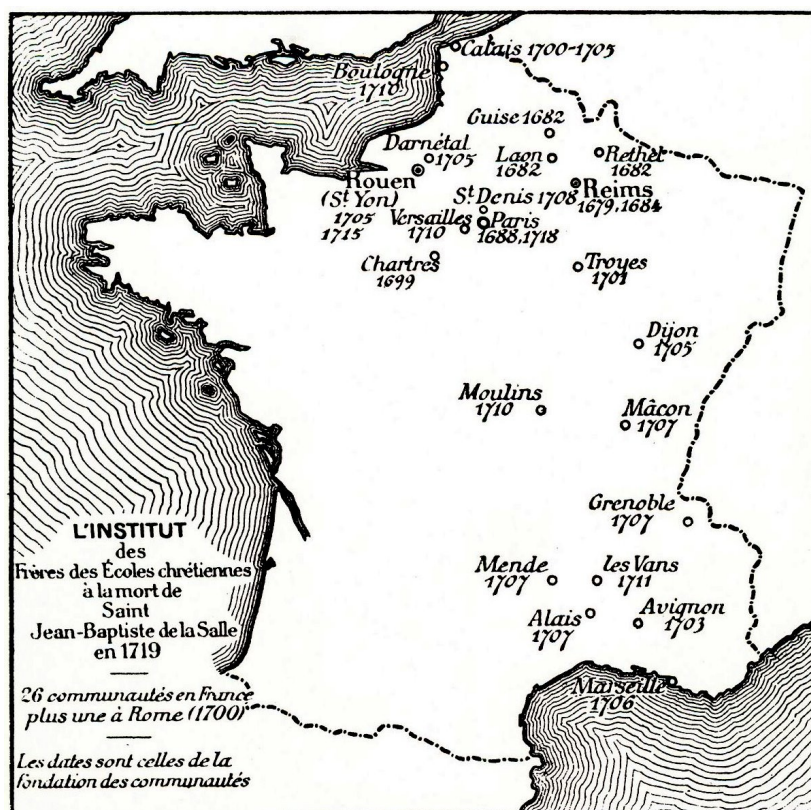 Calais 1700-1705
Boulogne
1710
Guise 1682
Darnétal
1705
Laon
1682
Rethel
1682
Rouen
(St Yon)
1705
1715
St Denis 1708
Reims
1679, 1684
Versailles
1710
Paris
1688, 1718
Chartres
1699
Troyes
1701
Dijon
1705
Moulins
1710
Mâcon
1707
Grenoble
1707
Mende
1707
les Vans
1711
Alais
1707
Avignon
1703
Marseille
1706
L'INSTITUT
des
Frères des Écoles chrétiennes
à la mort de
Saint
Jean-Baptiste de la Salle
en 1719
26 communautés en France
plus une à Rome (1700)
Les dates sont celles de la
fondation des communautés